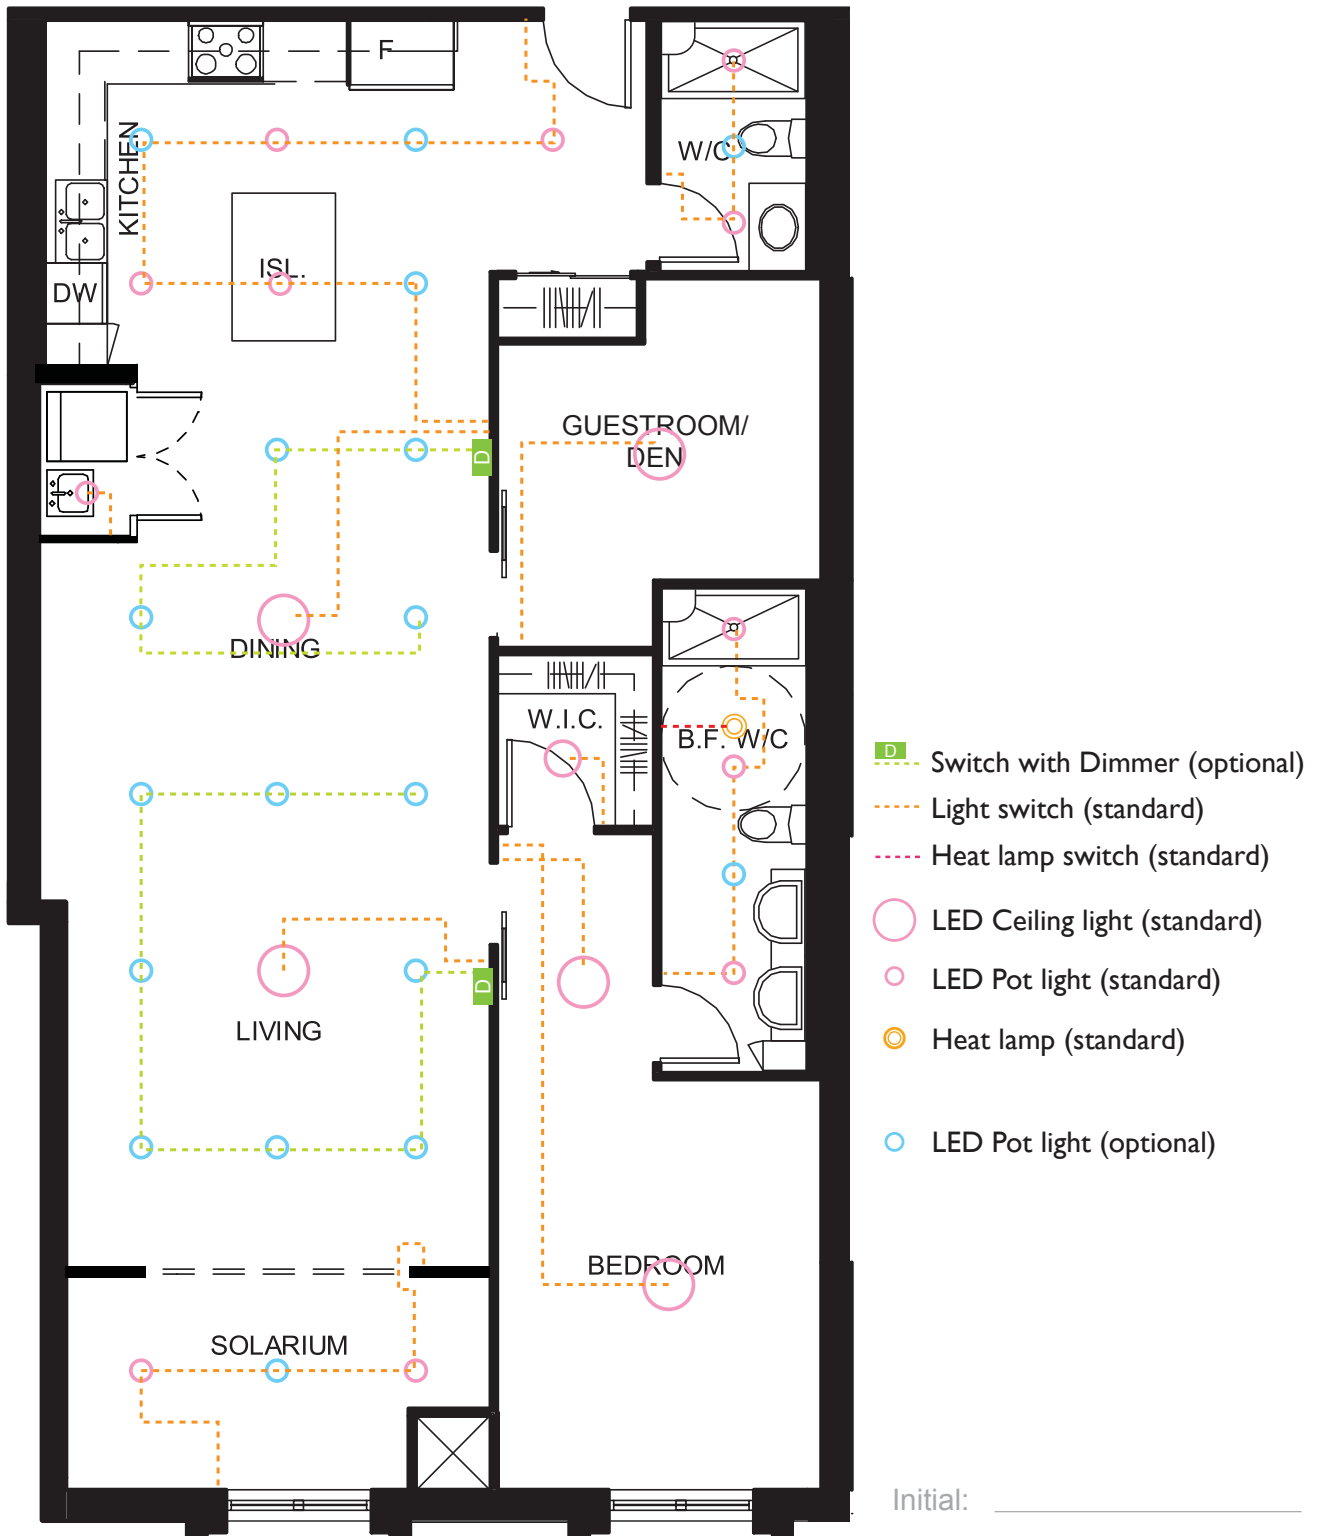 F
KITCHEN
W/C
ISL.
DW
GUESTROOM/
DEN
D
DINING
W.I.C.
B.F. W/C
D
LIVING
BEDROOM
SOLARIUM
D
Switch with Dimmer (optional)
Light switch (standard)
Heat lamp switch (standard)
LED Ceiling light (standard)
LED Pot light (standard)
Heat lamp (standard)
LED Pot light (optional)
Initial: